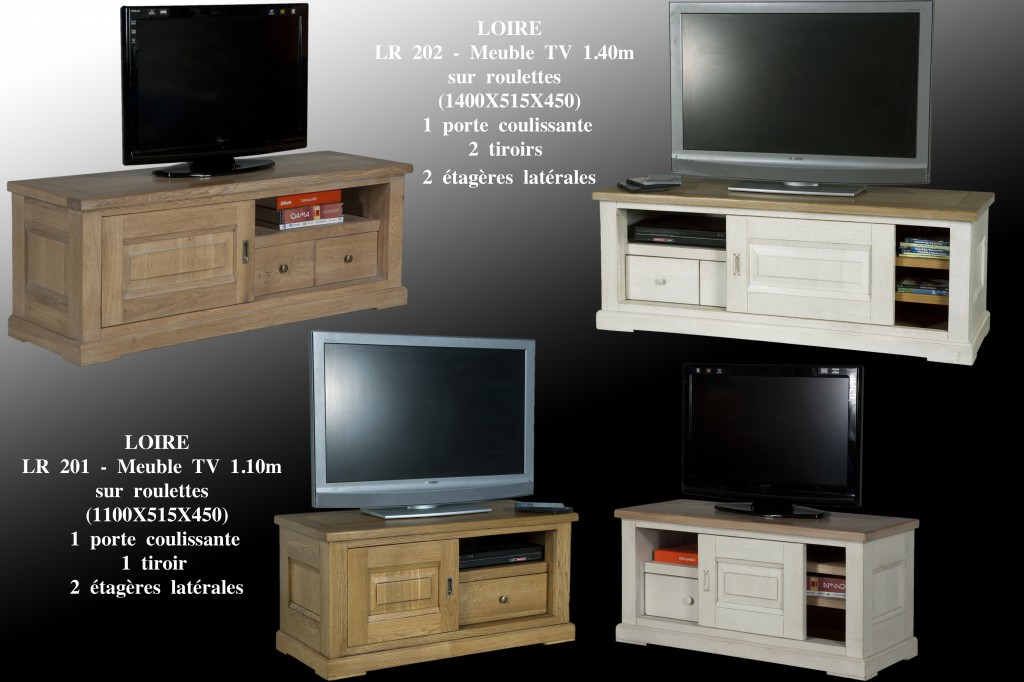 LOIRE
LR 202 - Meuble TV 1.40m
sur roulettes
(1400X515X450)
1 porte coulissante
2 tiroirs
2 étagères latérales
LOIRE
LR 201 - Meuble TV 1.10m
sur roulettes
(1100X515X450)
1 porte coulissante
1 tiroir
2 étagères latérales